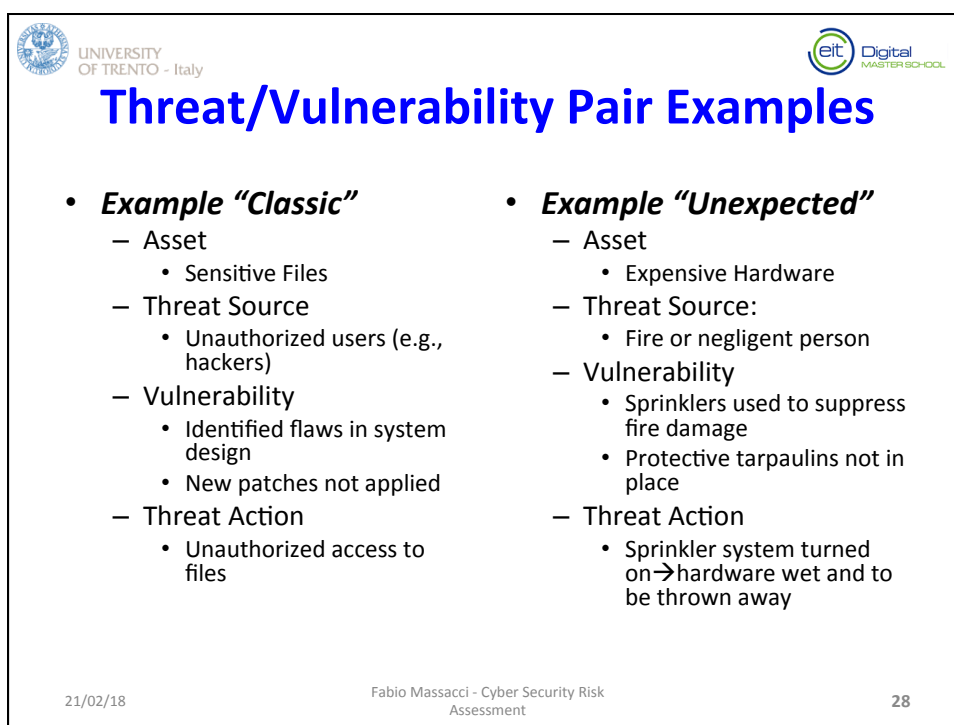 UNIVERSITY
OF TRENTO - Italy
eit Digital
MASTER SCHOOL
Threat/Vulnerability Pair Examples
• Example “Classic”
– Asset
• Sensitive Files
– Threat Source
• Unauthorized users (e.g.,
hackers)
– Vulnerability
• Identified flaws in system
design
• New patches not applied
– Threat Action
• Unauthorized access to
files
• Example “Unexpected”
– Asset
• Expensive Hardware
– Threat Source:
• Fire or negligent person
– Vulnerability
• Sprinklers used to suppress
fire damage
• Protective tarpaulins not in
place
– Threat Action
• Sprinkler system turned
on→hardware wet and to
be thrown away
21/02/18
Fabio Massacci - Cyber Security Risk
Assessment
28